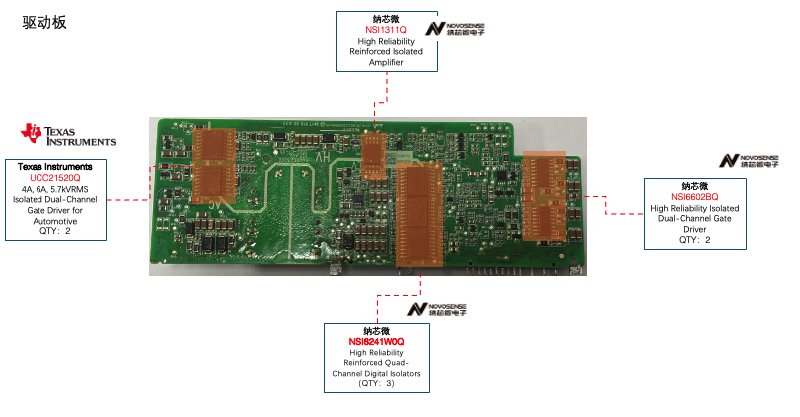 驱动板
纳芯微
NSI1311Q
High Reliability
Reinforced Isolated
Amplifier
NOVOSENSE
纳芯微电子
TEXAS
INSTRUMENTS
Texas Instruments
UCC21520Q
4A, 6A, 5.7kVRMS
Isolated Dual-Channel
Gate Driver for
Automotive
QTY：2
HV
AC
NOVOSENSE
纳芯微电子
纳芯微
NSI6602BQ
High Reliability Isolated
Dual-Channel Gate
Driver
QTY：2
NOVOSENSE
纳芯微电子
纳芯微
NSI8241W0Q
High Reliability
Reinforced Quad-
Channel Digital Isolators
(QTY：3)